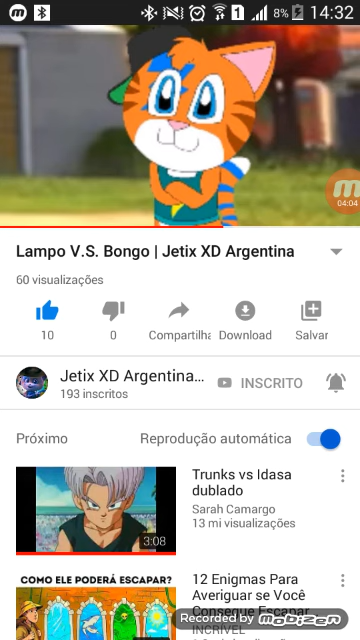 8% 14:32
04:04
Lampo V.S. Bongo | Jetix XD Argentina
60 visualizações
10 0 Compartilha Download Salvar
Jetix XD Argentina... INSCRITO
193 inscritos
Próximo Reprodução automática
Trunks vs Idasa
dublado
Sarah Camargo
13 mi visualizações
3:08
COMO ELE PODERÁ ESCAPAR?
12 Enigmas Para
Averiguar se Você
Consegue Escapar
INCRÍVEL
Recorded by mobizen